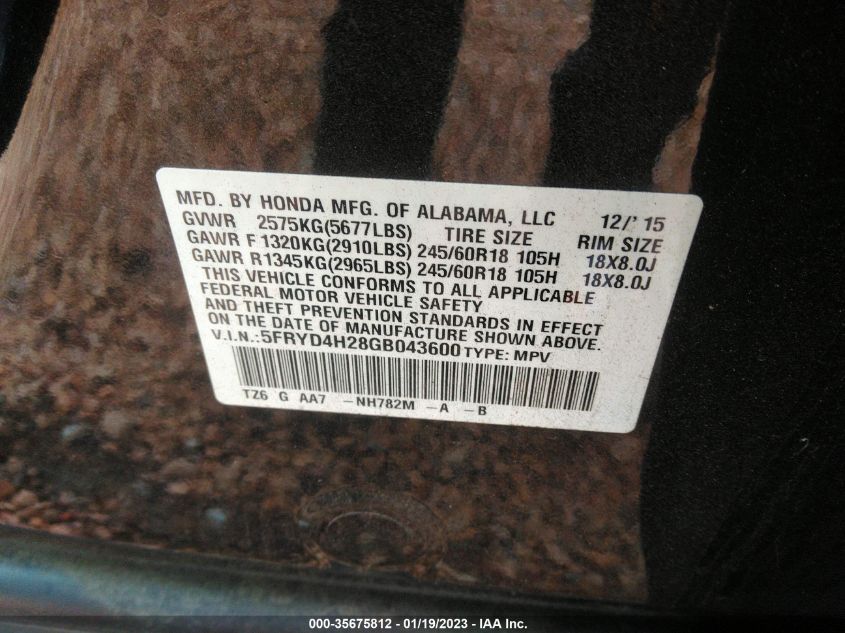 MFD. BY HONDA MFG. OF ALABAMA, LLC 12/'15
GVWR 2575KG(5677LBS) TIRE SIZE RIM SIZE
GAWR F 1320KG(2910LBS) 245/60R18 105H 18X8.0J
GAWR R1345KG(2965LBS) 245/60R18 105H 18X8.0J
THIS VEHICLE CONFORMS TO ALL APPLICABLE
FEDERAL MOTOR VEHICLE SAFETY
AND THEFT PREVENTION STANDARDS IN EFFECT
ON THE DATE OF MANUFACTURE SHOWN ABOVE.
V.I.N.:5FRYD4H28GB043600 TYPE: MPV
TZ6 G AA7 -NH782M -A -B
000-35675812 - 01/19/2023 - IAA Inc.